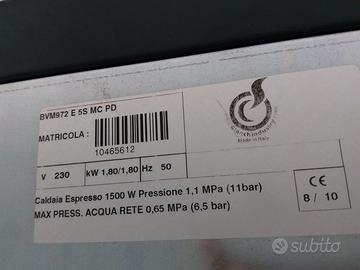 BVM972 E 5S MC PD
MATRICOLA :
10465612
bianchindustry.com
Made in Italy
V 230 kW 1,80/1,80 Hz 50
Caldaia Espresso 1500 W Pressione 1,1 MPa (11bar)
MAX PRESS. ACQUA RETE 0,65 MPa (6,5 bar)
CE
8 / 10
subito